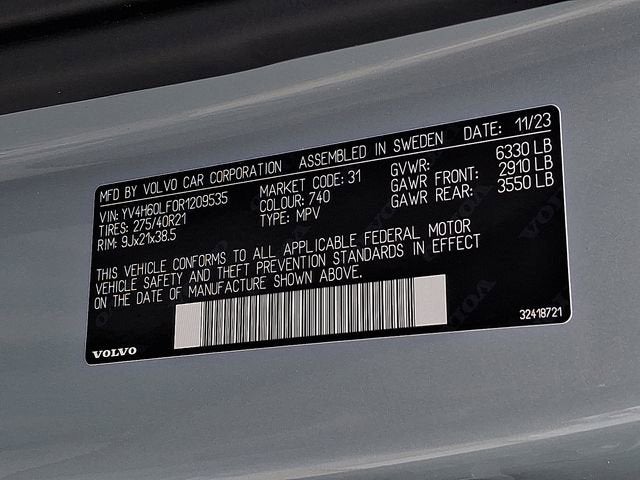 MFD BY VOLVO CAR CORPORATION ASSEMBLED IN SWEDEN DATE: 11/23
VIN: YV4H60LF0R1209535 MARKET CODE: 31 GVWR: 6330 LB
TIRES: 275/40R21 COLOUR: 740 GAWR FRONT: 2910 LB
RIM: 9Jx21x38.5 TYPE: MPV GAWR REAR: 3550 LB
THIS VEHICLE CONFORMS TO ALL APPLICABLE FEDERAL MOTOR
VEHICLE SAFETY AND THEFT PREVENTION STANDARDS IN EFFECT
ON THE DATE OF MANUFACTURE SHOWN ABOVE.
VOLVO 32418721